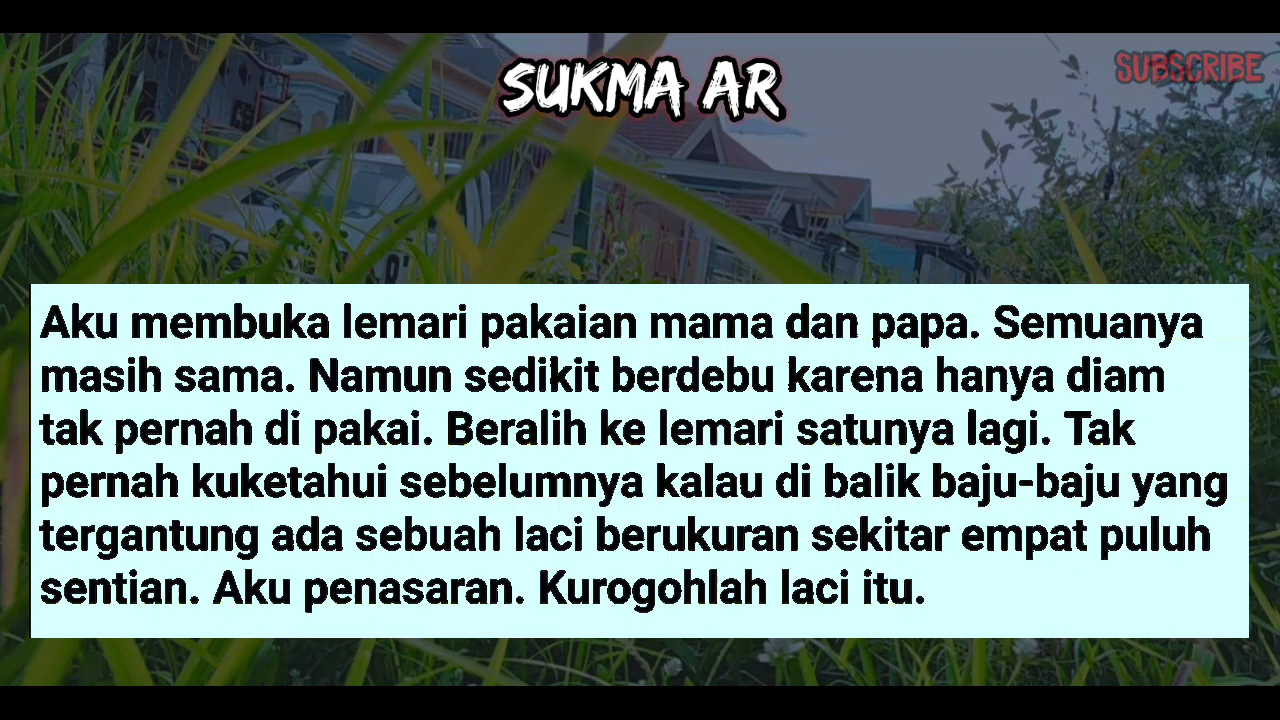 SUKMA AR
SUBSCRIBE
Aku membuka lemari pakaian mama dan papa. Semuanya
masih sama. Namun sedikit berdebu karena hanya diam
tak pernah di pakai. Beralih ke lemari satunya lagi. Tak
pernah kuketahui sebelumnya kalau di balik baju-baju yang
tergantung ada sebuah laci berukuran sekitar empat puluh
sentian. Aku penasaran. Kurogohlah laci itu.